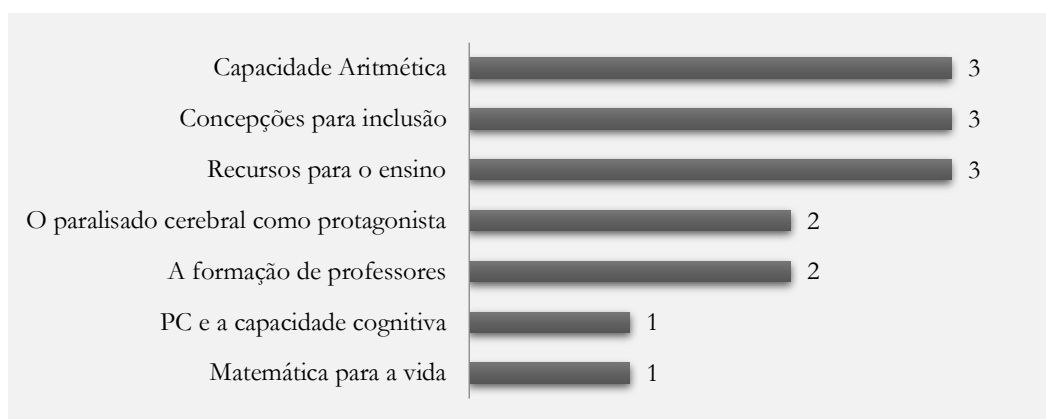 Capacidade Aritmética 3
Concepções para inclusão 3
Recursos para o ensino 3
O paralisado cerebral como protagonista 2
A formação de professores 2
PC e a capacidade cognitiva 1
Matemática para a vida 1